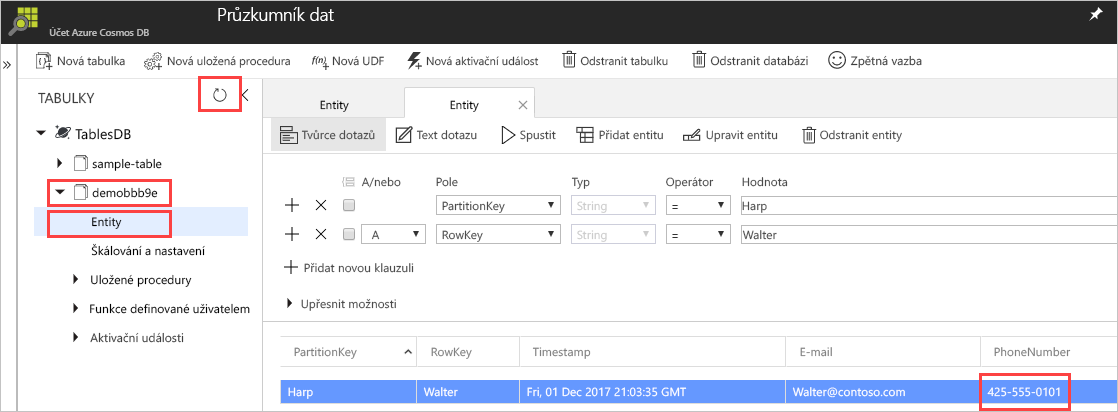 Průzkumník dat
Účet Azure Cosmos DB
»
Nová tabulka Nová uložená procedura f(n) Nová UDF Nová aktivační událost Odstranit tabulku Odstranit databázi Zpětná vazba
TABULKY
TablesDB
sample-table
demobbb9e
Entity
Škálování a nastavení
Uložené procedury
Funkce definované uživatelem
Aktivační události
Entity Entity
Tvůrce dotazů Text dotazu Spustit Přidat entitu Upravit entitu Odstranit entity
A/nebo Pole Typ Operátor Hodnota
PartitionKey String = Harp
A RowKey String = Walter
Přidat novou klauzuli
Upřesnit možnosti
PartitionKey RowKey Timestamp E-mail PhoneNumber
Harp Walter Fri, 01 Dec 2017 21:03:35 GMT Walter@contoso.com 425-555-0101